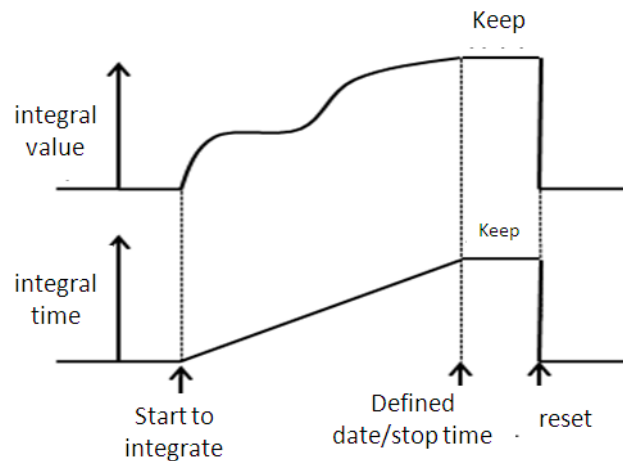 Keep
integral
value
Keep
integral
time
Start to
integrate
Defined
date/stop time
reset